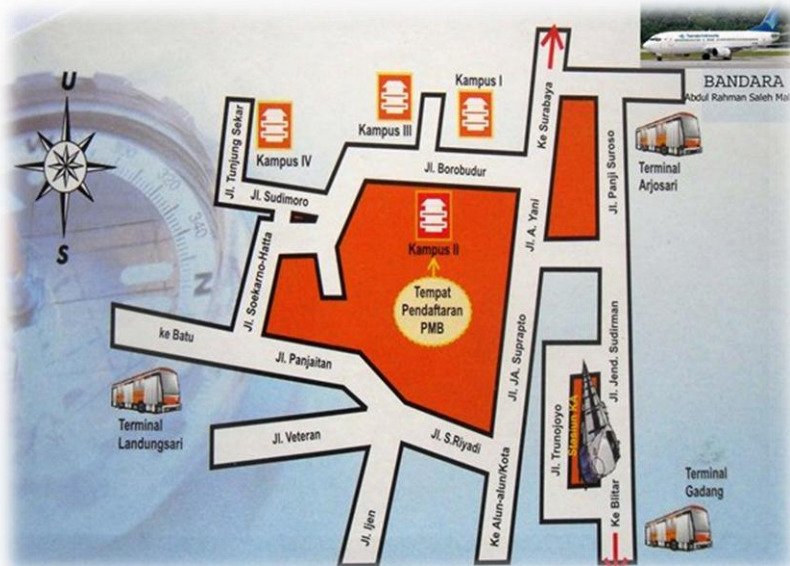 BANDARA
Abdul Rahman Saleh Mal
U
S
Kampus I
Kampus III
Kampus IV
Kampus II
Tempat
Pendaftaran
PMB
Jl. Tunjung Sekar
Jl. Sudimoro
Jl. Borobudur
Ke Surabaya
Jl. Panji Suroso
Terminal
Arjosari
Jl. A. Yani
Jl. Soekarno-Hatta
ke Batu
Jl. Panjaitan
Jl. JA. Suprapto
Jl. Jend. Sudirman
Terminal
Landungsari
Jl. Veteran
Jl. S.Riyadi
Jl. Trunojoyo
Stasiun KA
Jl. Ijen
Ke Alun-alun/Kota
Ke Blitar
Terminal
Gadang
320
340
N